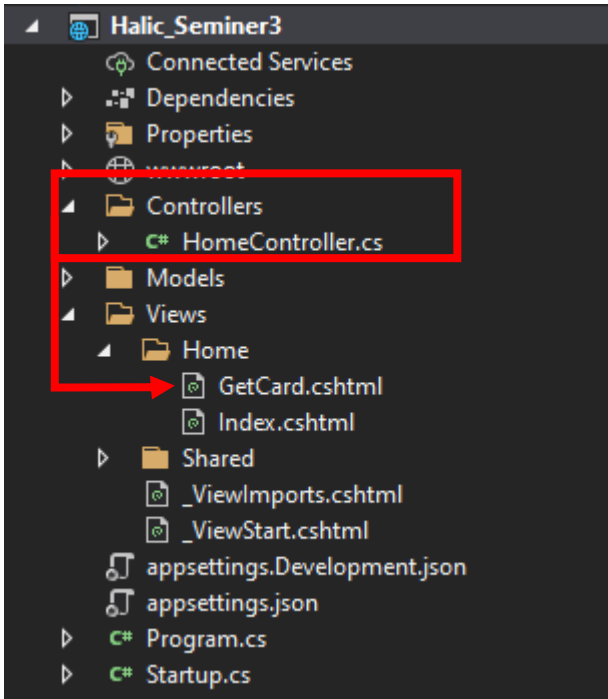 Halic_Seminer3
Connected Services
Dependencies
Properties
wwwroot
Controllers
C# HomeController.cs
Models
Views
Home
GetCard.cshtml
Index.cshtml
Shared
_ViewImports.cshtml
_ViewStart.cshtml
appsettings.Development.json
appsettings.json
C# Program.cs
C# Startup.cs